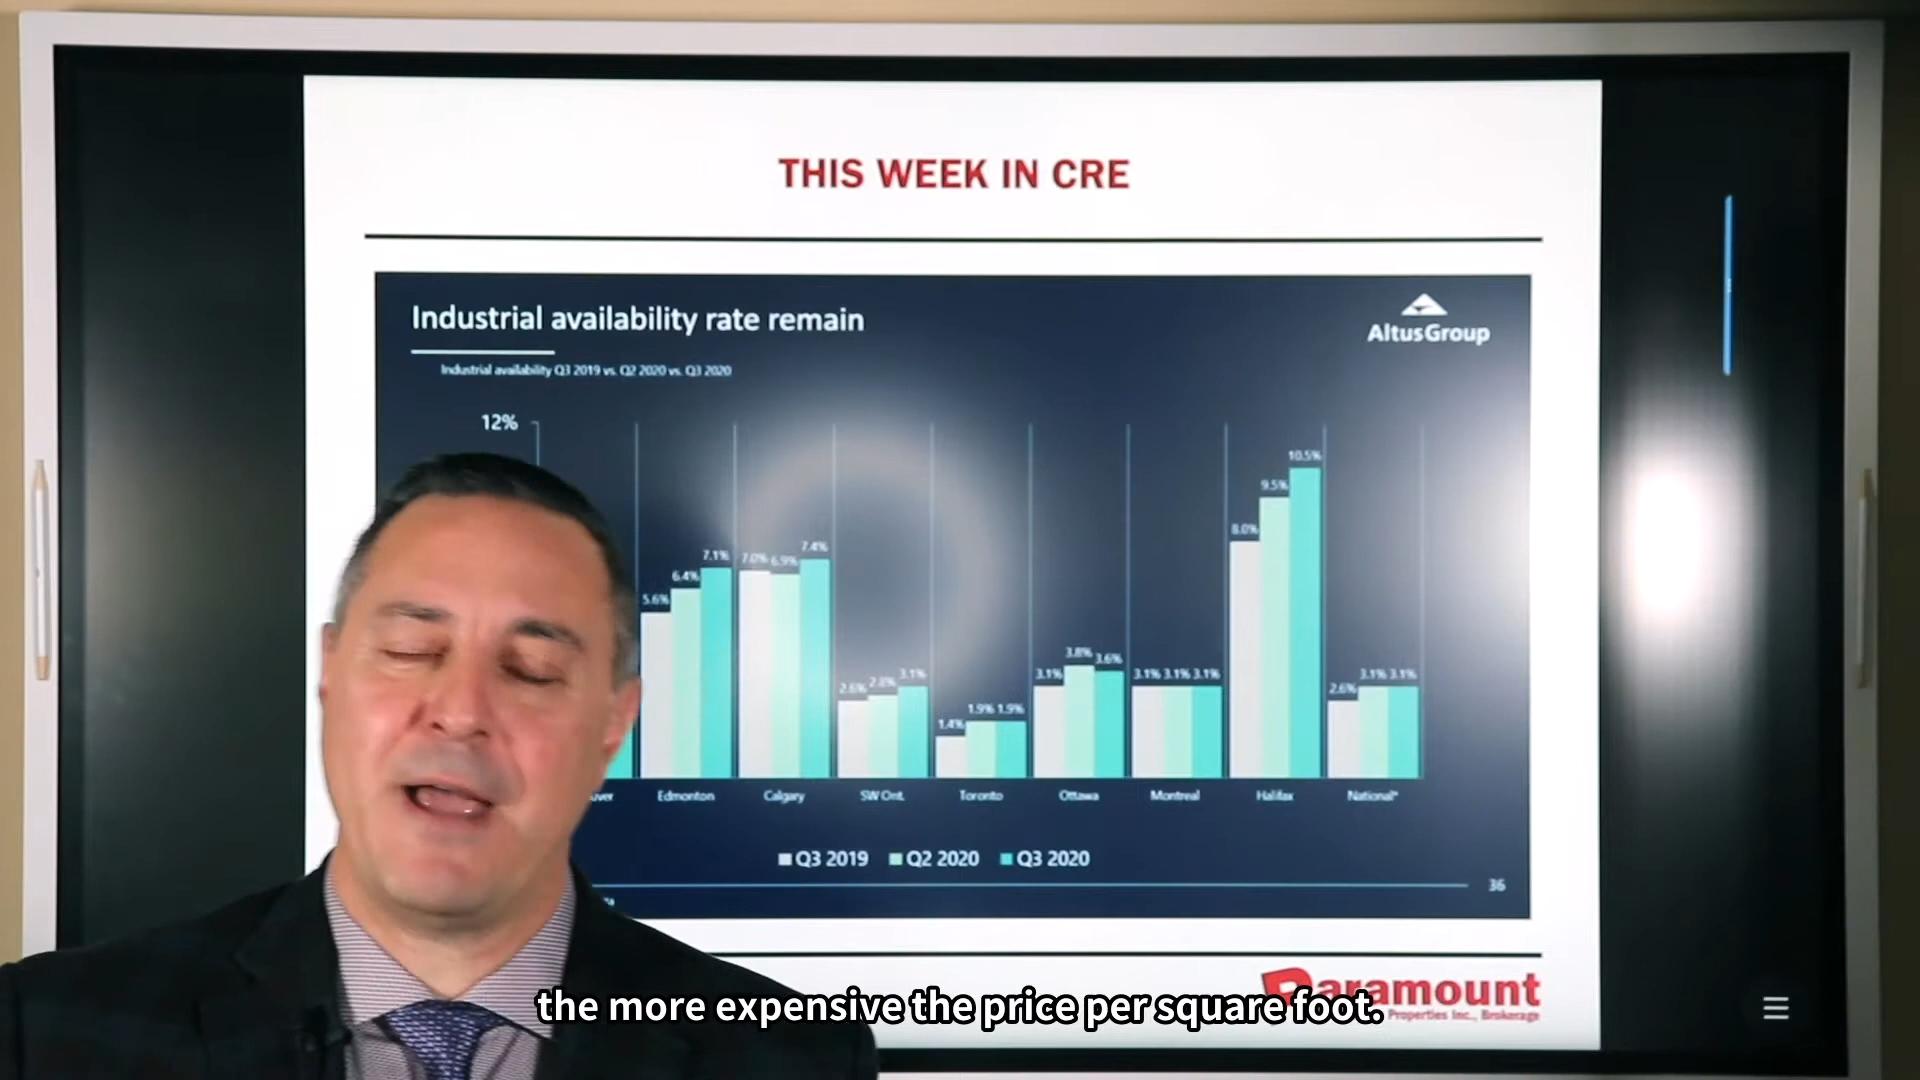 THIS WEEK IN CRE
Industrial availability rate remain
AltusGroup
Industrial availability Q3 2019 vs. Q2 2020 vs. Q3 2020
12%
5.6% 6.4% 7.1%
7.0% 6.9% 7.4%
2.6% 2.8% 3.1%
1.4% 1.9% 1.9%
3.1% 3.8% 3.6%
3.1% 3.1% 3.1%
8.0% 9.5% 10.5%
2.6% 3.1% 3.1%
Edmonton Calgary SW Ont. Toronto Ottawa Montreal Halifax National*
Q3 2019 Q2 2020 Q3 2020
36
Paramount
Properties Inc., Brokerage
the more expensive the price per square foot.